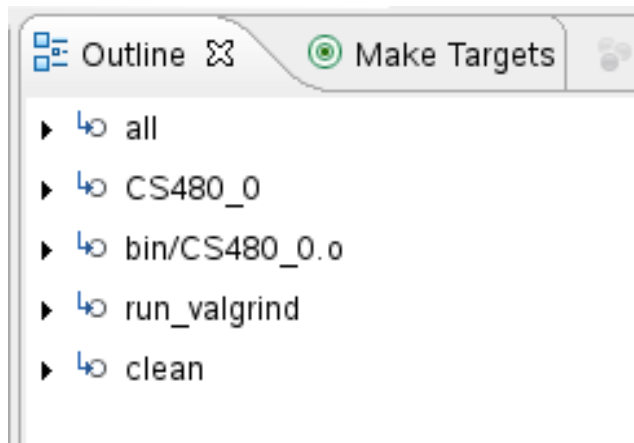 Outline Make Targets
all
CS480_0
bin/CS480_0.o
run_valgrind
clean